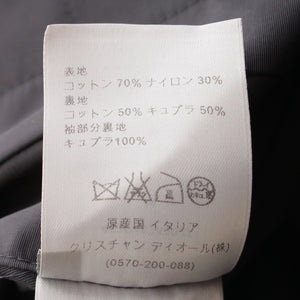 表地
コットン 70% ナイロン 30%
裏地
コットン 50% キュプラ 50%
袖部分裏地
キュプラ100%
原産国 イタリア
クリスチャン ディオール(株)
(0570-200-088)